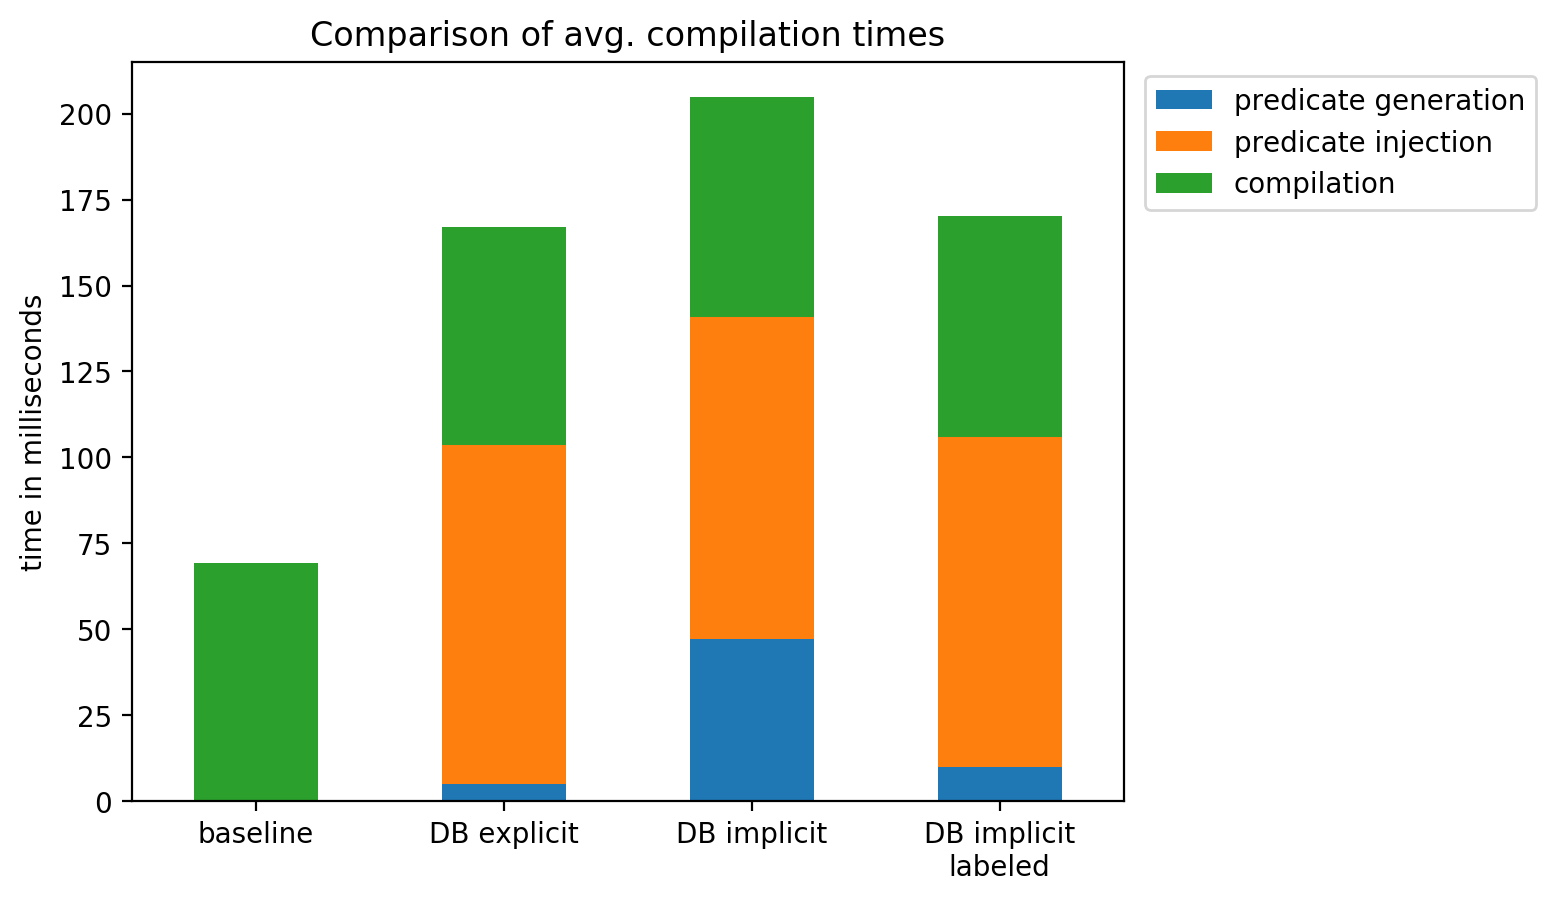 Comparison of avg. compilation times
time in milliseconds
200
175
150
125
100
75
50
25
0
baseline
DB explicit
DB implicit
DB implicit
labeled
predicate generation
predicate injection
compilation